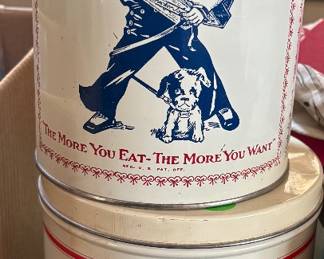 "THE MORE YOU EAT-THE MORE YOU WANT"
REG. U. S. PAT. OFF.